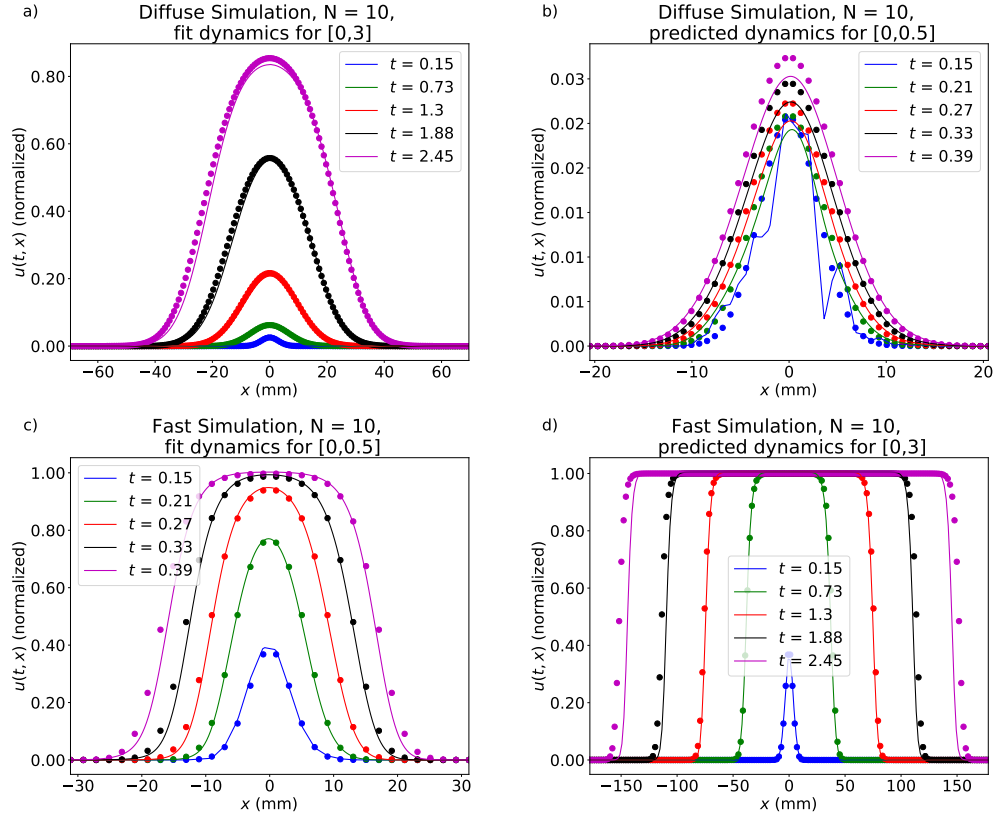 a)
Diffuse Simulation, N = 10,
fit dynamics for [0,3]
u(t, x) (normalized)
0.80
0.60
0.40
0.20
0.00
t = 0.15
t = 0.73
t = 1.3
t = 1.88
t = 2.45
−60 −40 −20 0 20 40 60
x (mm)
b)
Diffuse Simulation, N = 10,
predicted dynamics for [0,0.5]
u(t, x) (normalized)
0.03
0.02
0.02
0.01
0.01
0.00
t = 0.15
t = 0.21
t = 0.27
t = 0.33
t = 0.39
−20 −10 0 10 20
x (mm)
c)
Fast Simulation, N = 10,
fit dynamics for [0,0.5]
u(t, x) (normalized)
1.00
0.80
0.60
0.40
0.20
0.00
t = 0.15
t = 0.21
t = 0.27
t = 0.33
t = 0.39
−30 −20 −10 0 10 20 30
x (mm)
d)
Fast Simulation, N = 10,
predicted dynamics for [0,3]
u(t, x) (normalized)
1.00
0.80
0.60
0.40
0.20
0.00
t = 0.15
t = 0.73
t = 1.3
t = 1.88
t = 2.45
−150 −100 −50 0 50 100 150
x (mm)